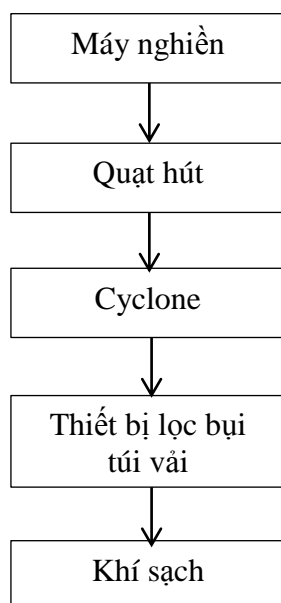 Máy nghiền
Quạt hút
Cyclone
Thiết bị lọc bụi
túi vải
Khí sạch